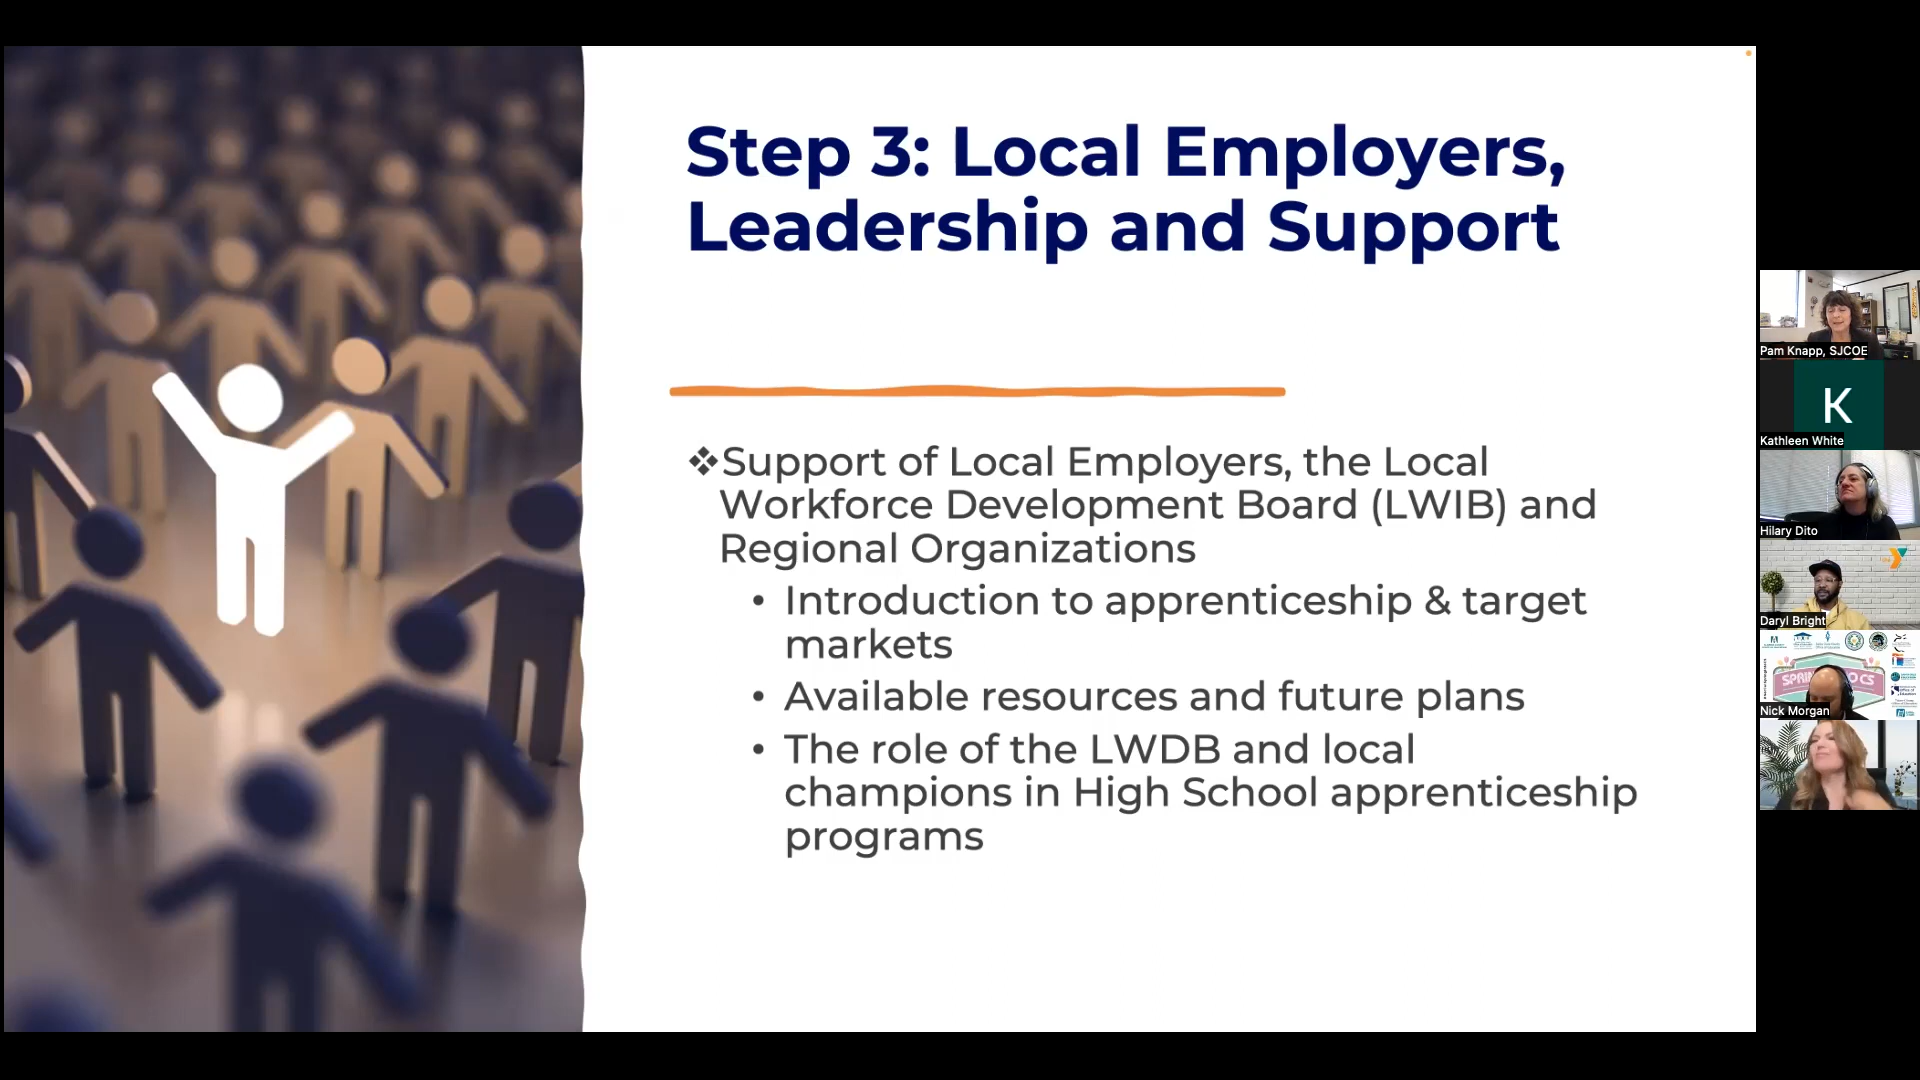 Step 3: Local Employers,
Leadership and Support
❖Support of Local Employers, the Local
Workforce Development Board (LWIB) and
Regional Organizations
• Introduction to apprenticeship & target
markets
• Available resources and future plans
• The role of the LWDB and local
champions in High School apprenticeship
programs
Pam Knapp, SJCOE
K
Kathleen White
Hilary Dito
Daryl Bright
Nick Morgan